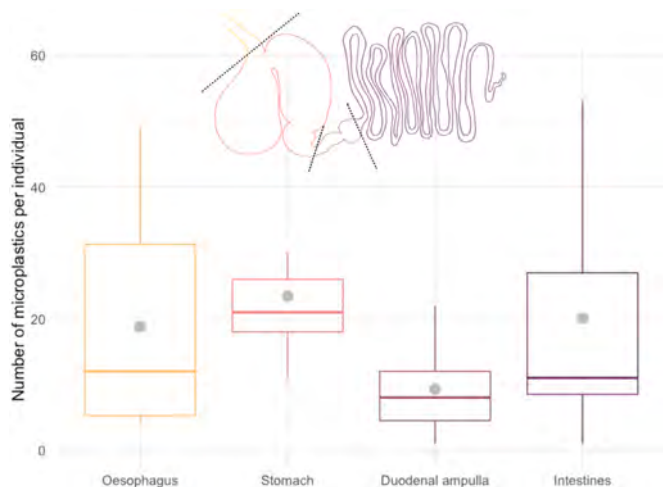 Number of microplastics per individual
60
40
20
0
Oesophagus Stomach Duodenal ampulla Intestines